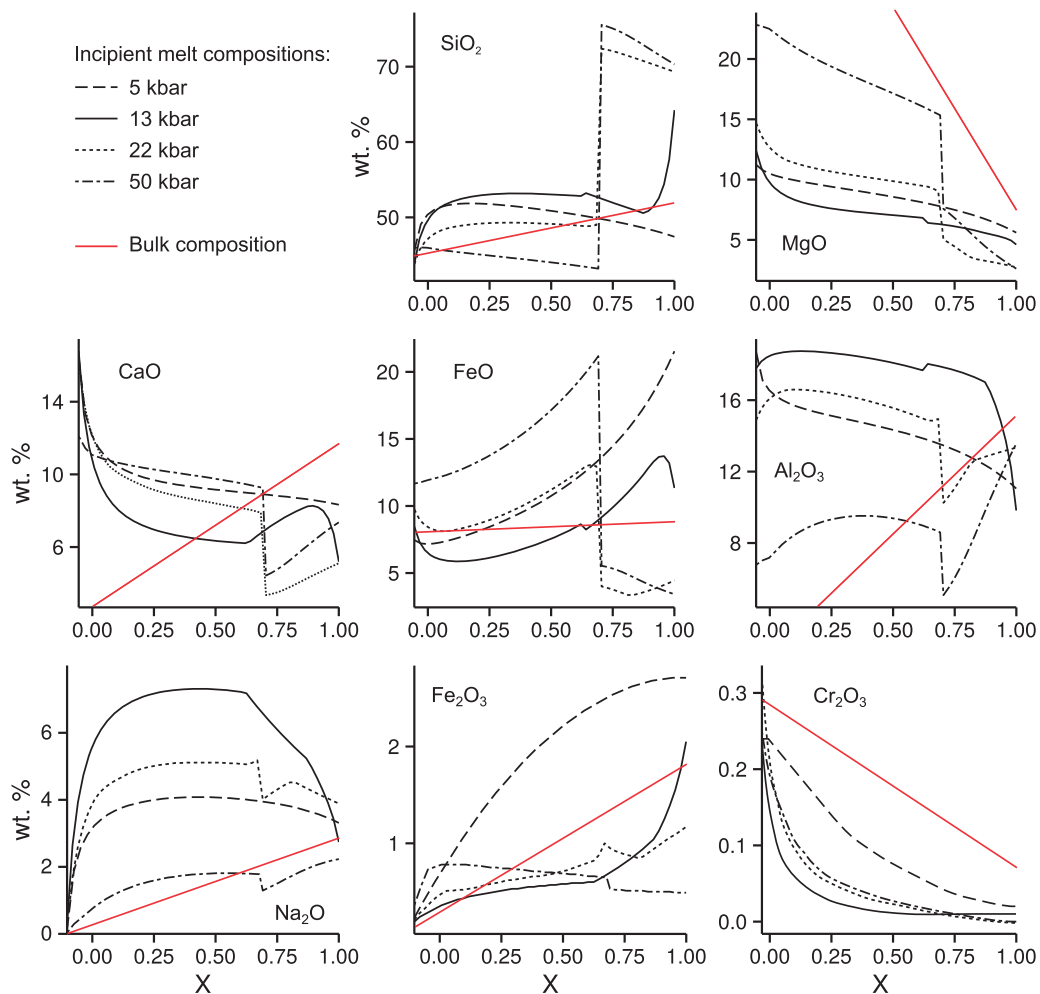 Incipient melt compositions:
5 kbar
13 kbar
22 kbar
50 kbar
Bulk composition
SiO₂
wt. %
70
60
50
0.00 0.25 0.50 0.75 1.00
MgO
20
15
10
5
0.00 0.25 0.50 0.75 1.00
CaO
wt. %
14
10
6
0.00 0.25 0.50 0.75 1.00
FeO
20
15
10
5
0.00 0.25 0.50 0.75 1.00
Al₂O₃
16
12
8
0.00 0.25 0.50 0.75 1.00
Na₂O
wt. %
6
4
2
0
0.00 0.25 0.50 0.75 1.00
X
Fe₂O₃
2
1
0.00 0.25 0.50 0.75 1.00
X
Cr₂O₃
0.3
0.2
0.1
0.0
0.00 0.25 0.50 0.75 1.00
X